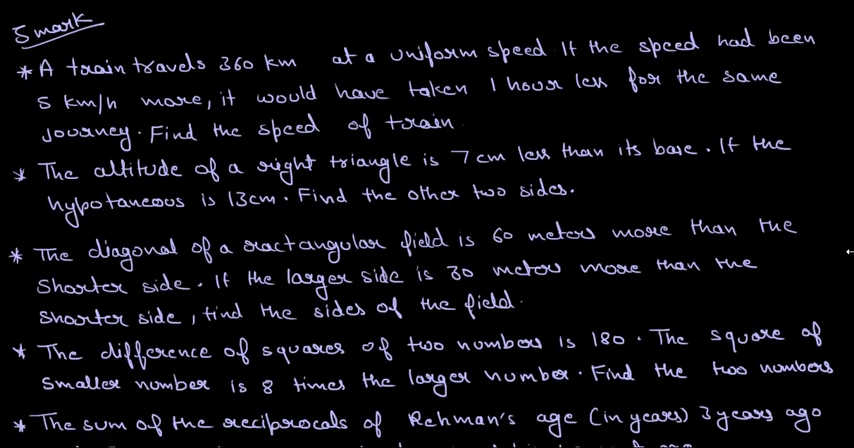 5 mark
* A train travels 360 km at a uniform speed If the speed had been
5 km/h more, it would have taken 1 hour less for the same
journey. Find the speed of train.
* The altitude of a right triangle is 7 cm less than its base. If the
hypotaneous is 13cm. Find the other two sides.
* The diagonal of a ractangular field is 60 meters more than the
shorter side. If the larger side is 30 meters more than the
shorter side, find the sides of the field.
* The difference of squares of two numbers is 180. The square of
smaller number is 8 times the larger number. Find the two numbers
* The sum of the reciprocals of Rehman's age (in years) 3 years ago